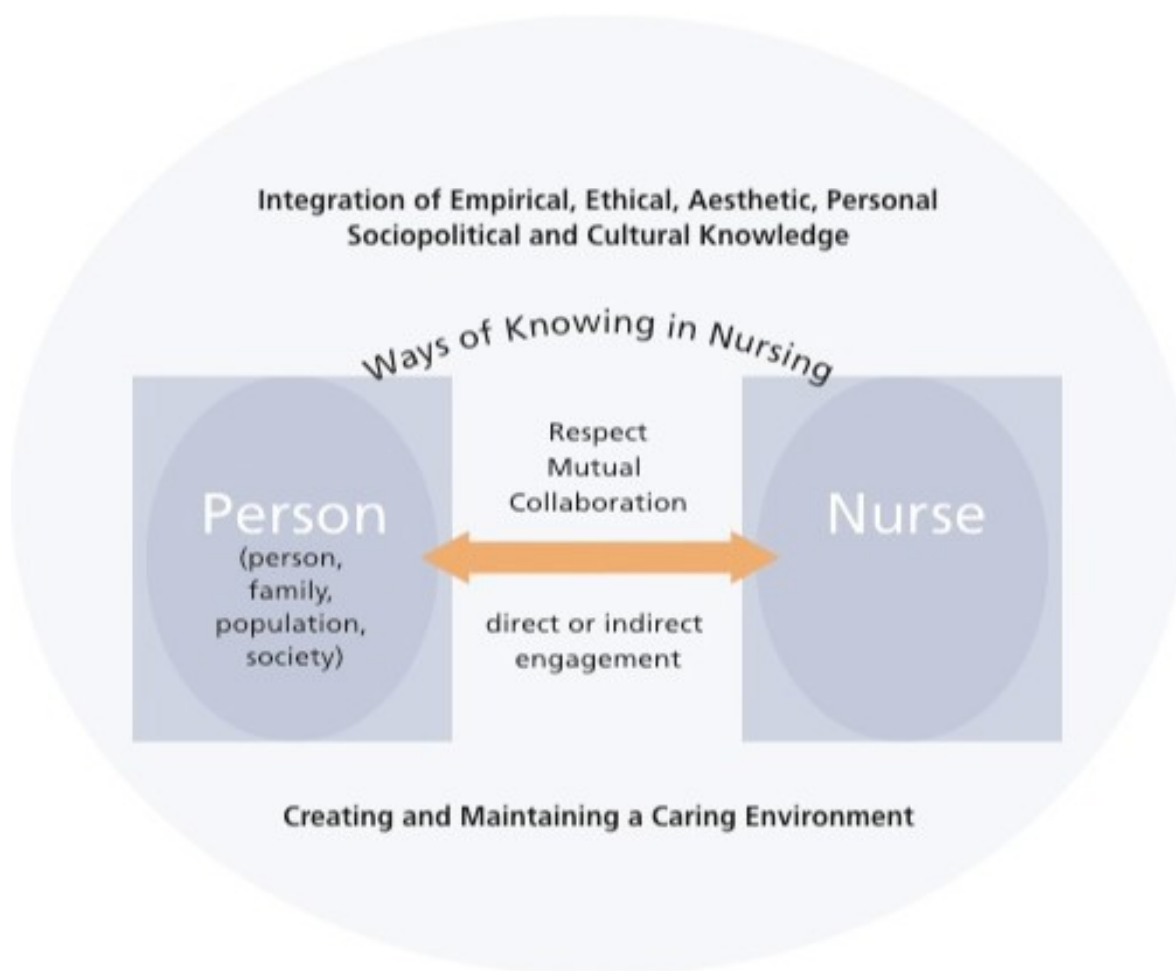 Integration of Empirical, Ethical, Aesthetic, Personal
Sociopolitical and Cultural Knowledge
Ways of Knowing in Nursing
Respect
Mutual
Collaboration
Person
(person,
family,
population,
society)
Nurse
direct or indirect
engagement
Creating and Maintaining a Caring Environment